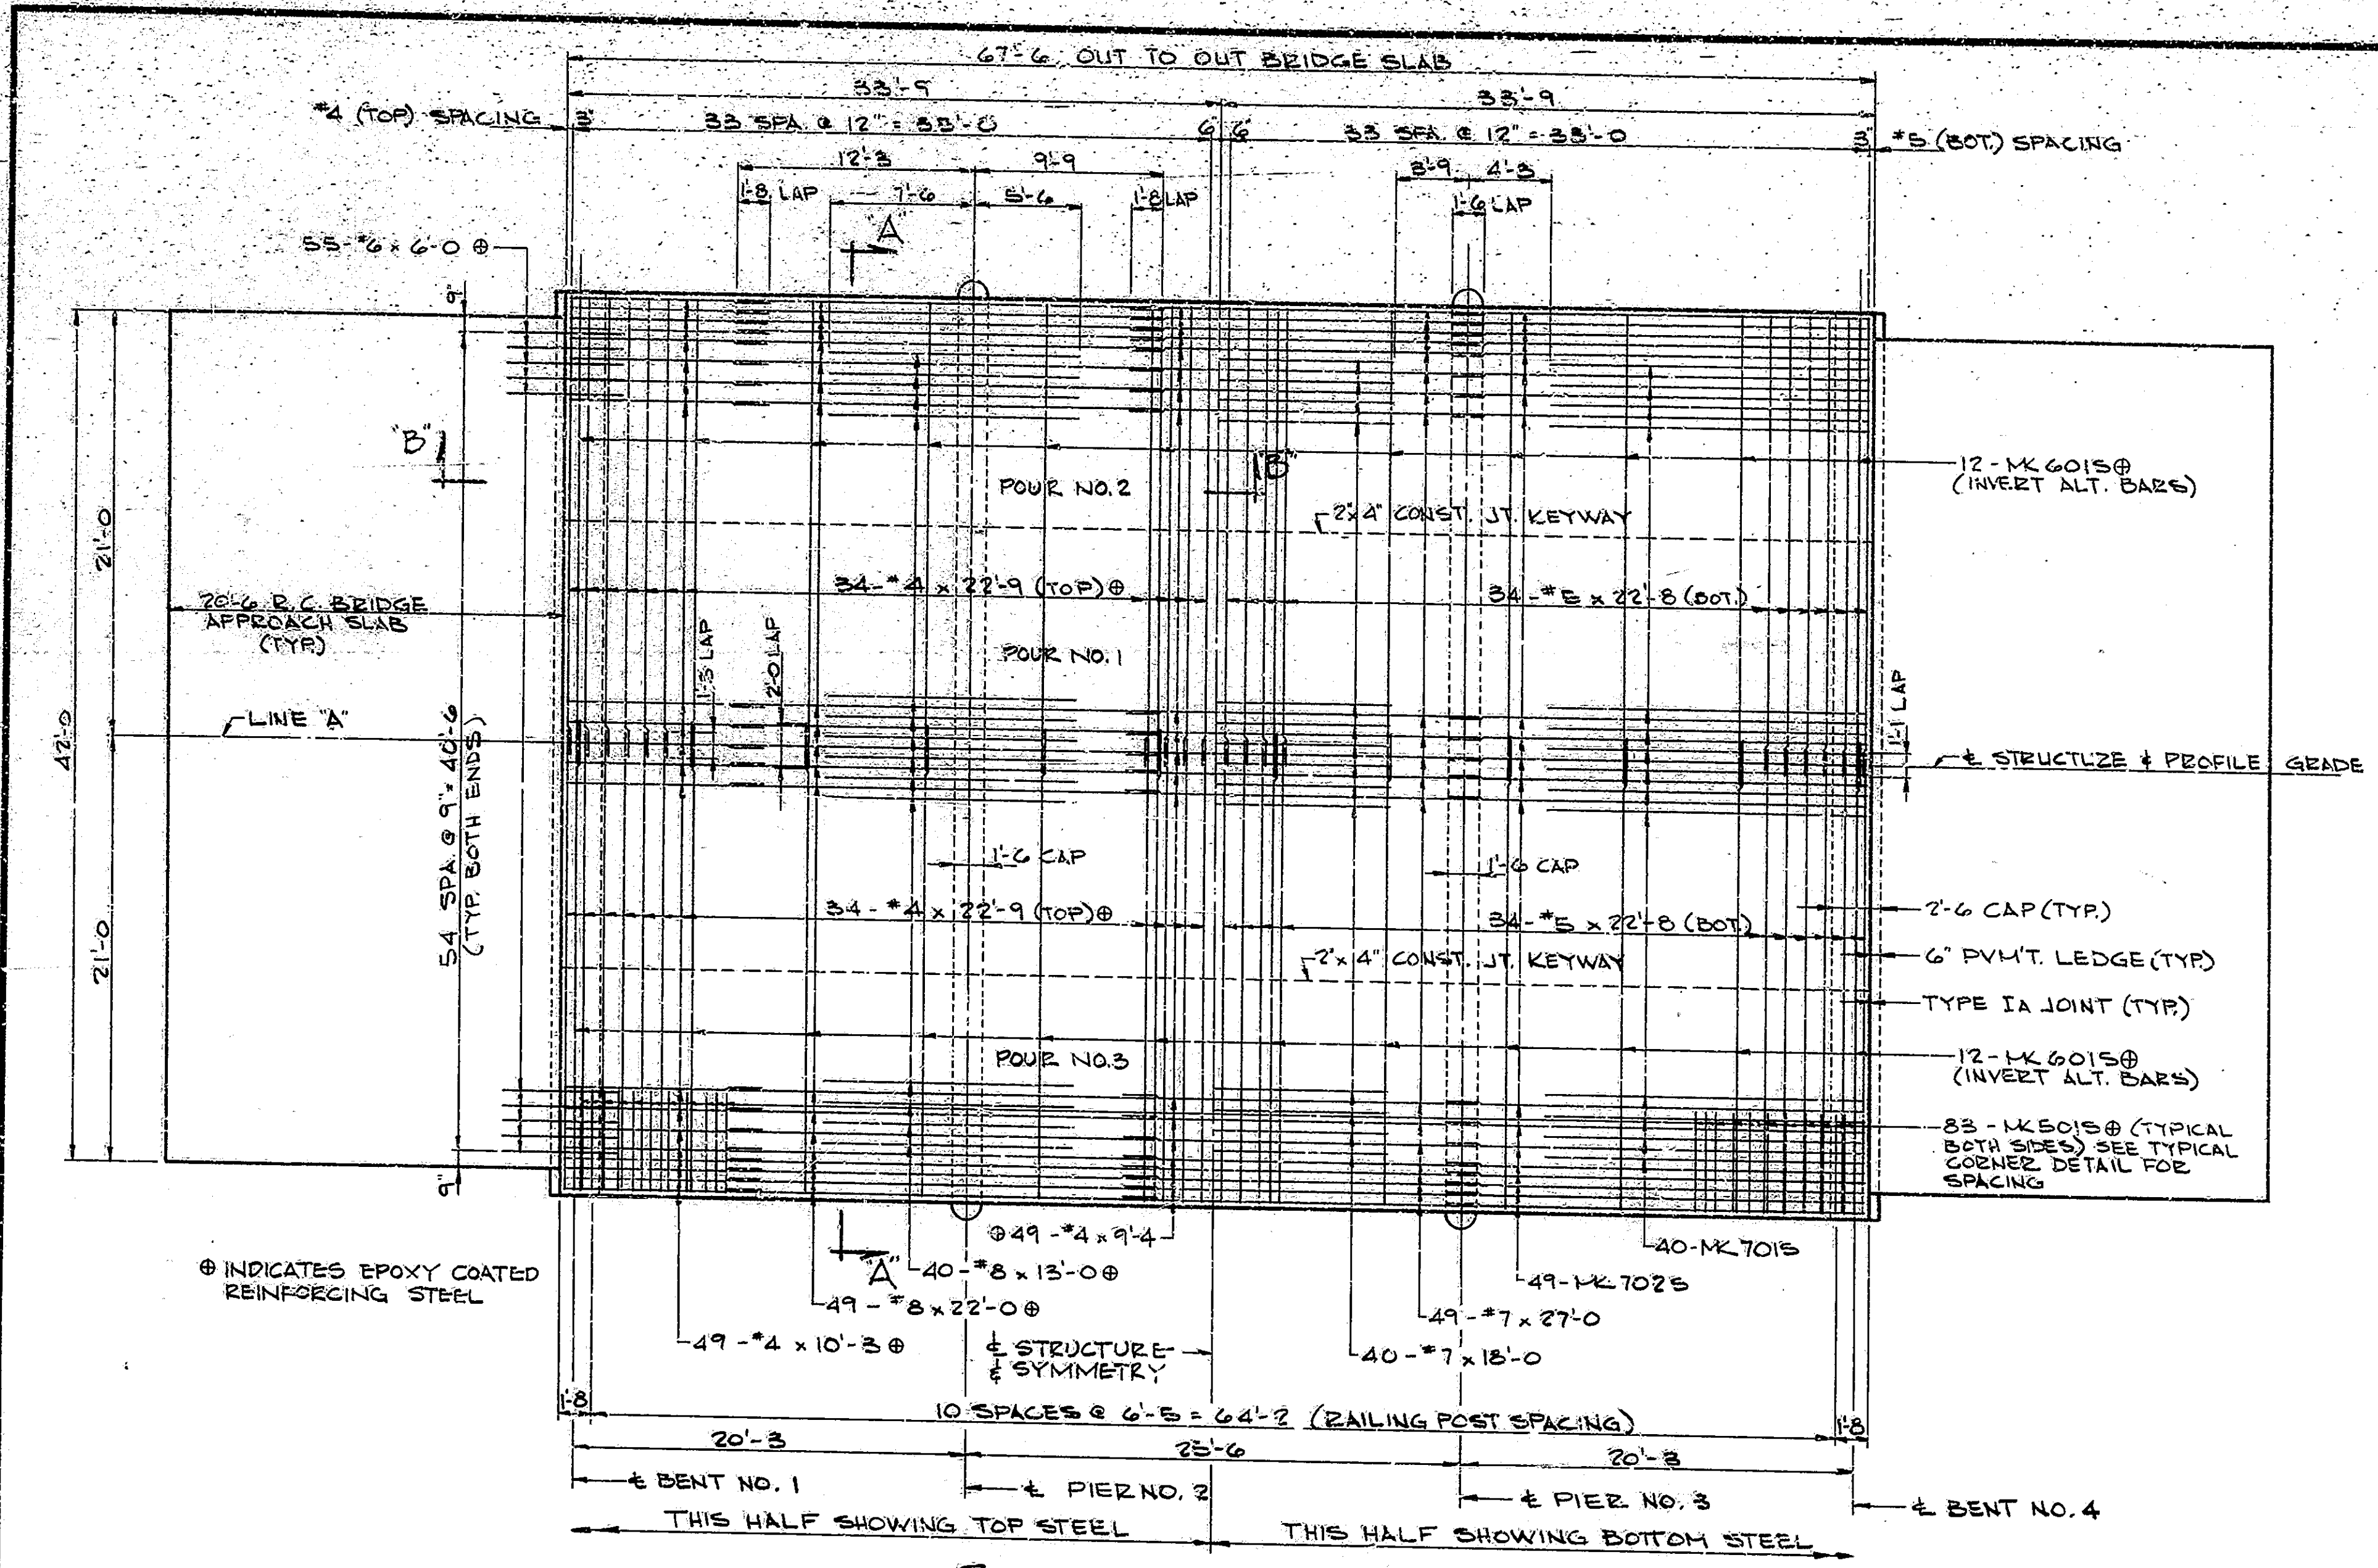 67'-6 OUT TO OUT BRIDGE SLAB
33'-9
33'-9
#4 (TOP) SPACING
3"
33 SPA. @ 12" = 33'-0
6" 6"
33 SPA. @ 12" = 33'-0
3"
#5 (BOT.) SPACING
12'-3
9'-9
3'-9
4'-3
1'-8 LAP
7'-6
5'-6
1'-8 LAP
1'-6 LAP
"A"
55-#6 x 6'-0 ⊕
9"
"B"
"B"
POUR NO. 2
12 - MK 601S ⊕
(INVERT ALT. BARS)
2"x4" CONST. JT. KEYWAY
21'-0
20'-6 R.C. BRIDGE
APPROACH SLAB
(TYP.)
34-#4 x 22'-9 (TOP) ⊕
34-#5 x 22'-8 (BOT.)
1'-3 LAP
2'-0 LAP
POUR NO. 1
1'-1 LAP
LINE "A"
42'-0
54 SPA. @ 9" = 40'-6
(TYP. BOTH ENDS)
℄ STRUCTURE & PROFILE GRADE
1'-6 CAP
1'-6 CAP
34-#4 x 22'-9 (TOP) ⊕
34-#5 x 22'-8 (BOT.)
2'-6 CAP (TYP.)
21'-0
2"x4" CONST. JT. KEYWAY
6" PVM'T. LEDGE (TYP.)
TYPE IA JOINT (TYP.)
POUR NO. 3
12 - MK 601S ⊕
(INVERT ALT. BARS)
83 - MK501S ⊕ (TYPICAL
BOTH SIDES) SEE TYPICAL
CORNER DETAIL FOR
SPACING
9"
⊕ 49-#4 x 9'-4
40-MK 701S
⊕ INDICATES EPOXY COATED
REINFORCING STEEL
"A"
40-#8 x 13'-0 ⊕
49-MK 702S
49-#8 x 22'-0 ⊕
49-#7 x 27'-0
49-#4 x 10'-3 ⊕
℄ STRUCTURE
& SYMMETRY
40-#7 x 18'-0
1'-8
10 SPACES @ 6'-5 = 64'-2 (RAILING POST SPACING)
1'-8
20'-3
25'-6
20'-3
℄ BENT NO. 1
℄ PIER NO. 2
℄ PIER NO. 3
℄ BENT NO. 4
THIS HALF SHOWING TOP STEEL
THIS HALF SHOWING BOTTOM STEEL